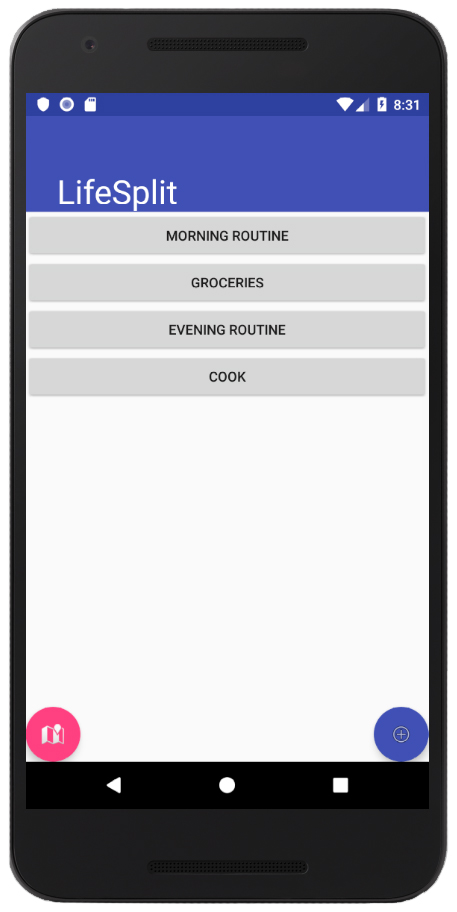 8:31
LifeSplit
MORNING ROUTINE
GROCERIES
EVENING ROUTINE
COOK